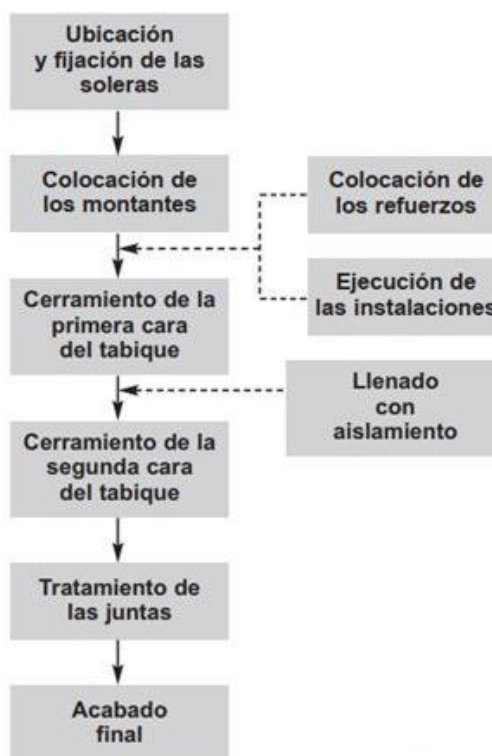 Ubicación
y fijación de las
soleras
Colocación de
los montantes
Colocación de
los refuerzos
Ejecución de
las instalaciones
Cerramiento de la
primera cara
del tabique
Llenado
con
aislamiento
Cerramiento de la
segunda cara
del tabique
Tratamiento de
las juntas
Acabado
final